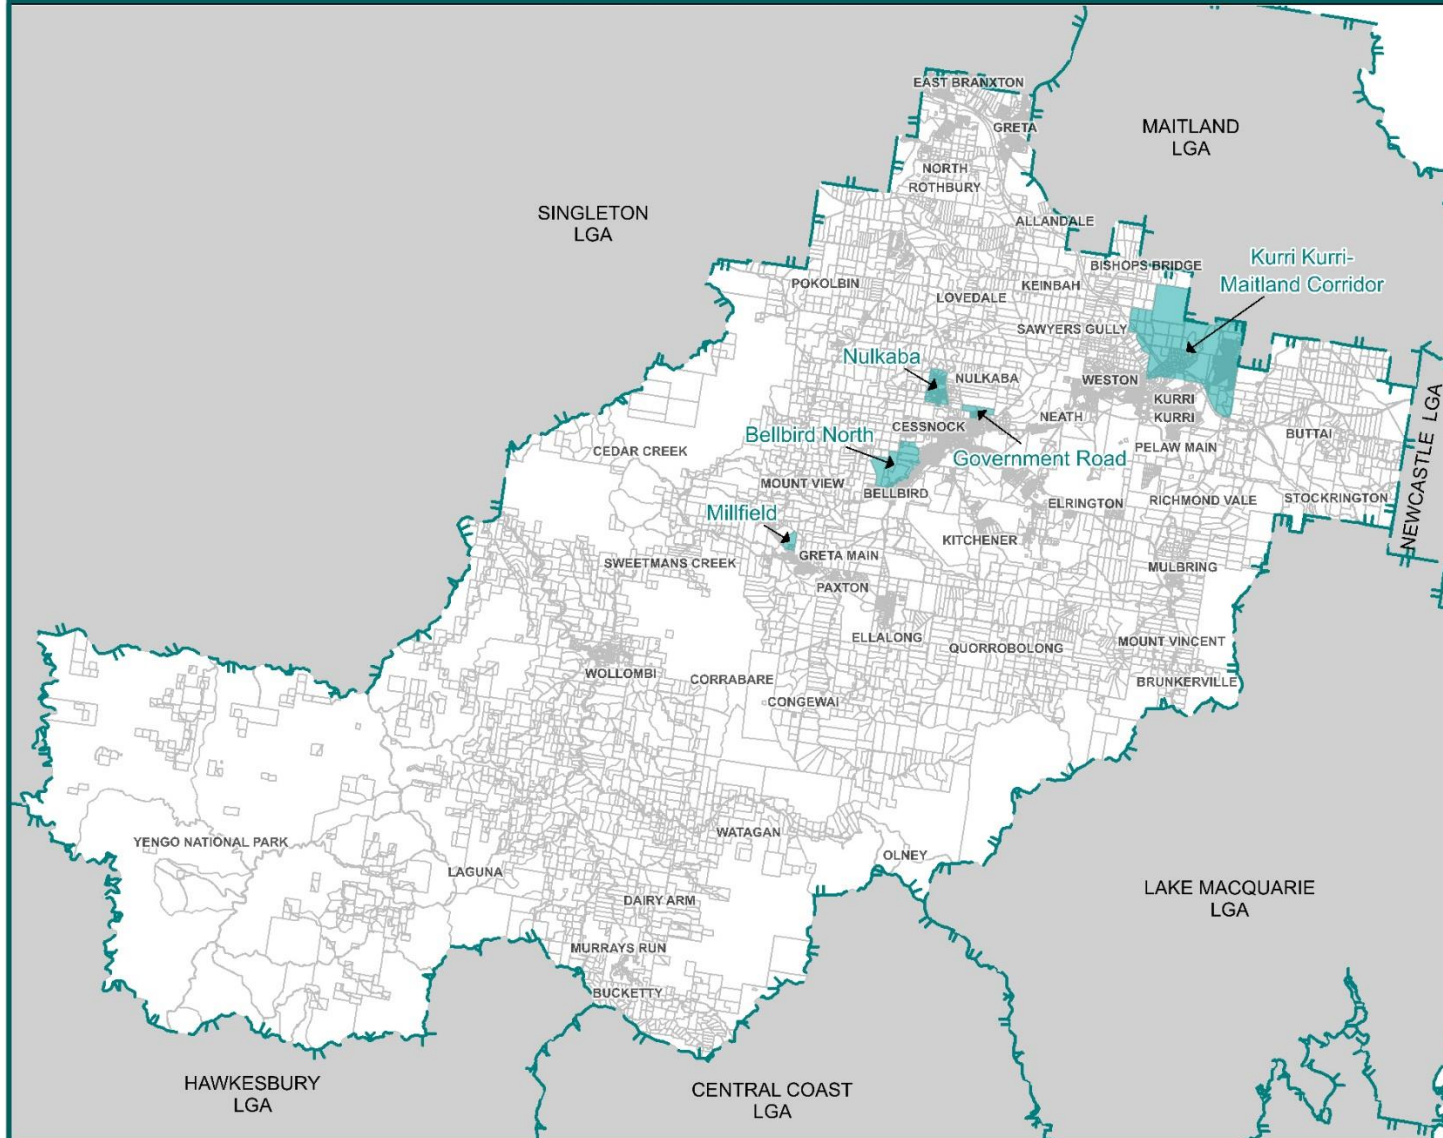 EAST BRANXTON
GRETA
MAITLAND
LGA
NORTH
ROTHBURY
SINGLETON
LGA
ALLANDALE
BISHOPS BRIDGE
Kurri Kurri-
Maitland Corridor
POKOLBIN
KEINBAH
LOVEDALE
SAWYERS GULLY
Nulkaba
NULKABA
WESTON
KURRI
KURRI
NEATH
CESSNOCK
Bellbird North
Government Road
PELAW MAIN
BUTTAI
NEWCASTLE LGA
CEDAR CREEK
MOUNT VIEW
BELLBIRD
ELRINGTON
RICHMOND VALE
STOCKRINGTON
Millfield
KITCHENER
GRETA MAIN
SWEETMANS CREEK
MULBRING
PAXTON
ELLALONG
QUORROBOLONG
MOUNT VINCENT
WOLLOMBI
CORRABARE
BRUNKERVILLE
CONGEWAI
YENGO NATIONAL PARK
WATAGAN
OLNEY
LAGUNA
LAKE MACQUARIE
LGA
DAIRY ARM
MURRAYS RUN
BUCKETTY
HAWKESBURY
LGA
CENTRAL COAST
LGA